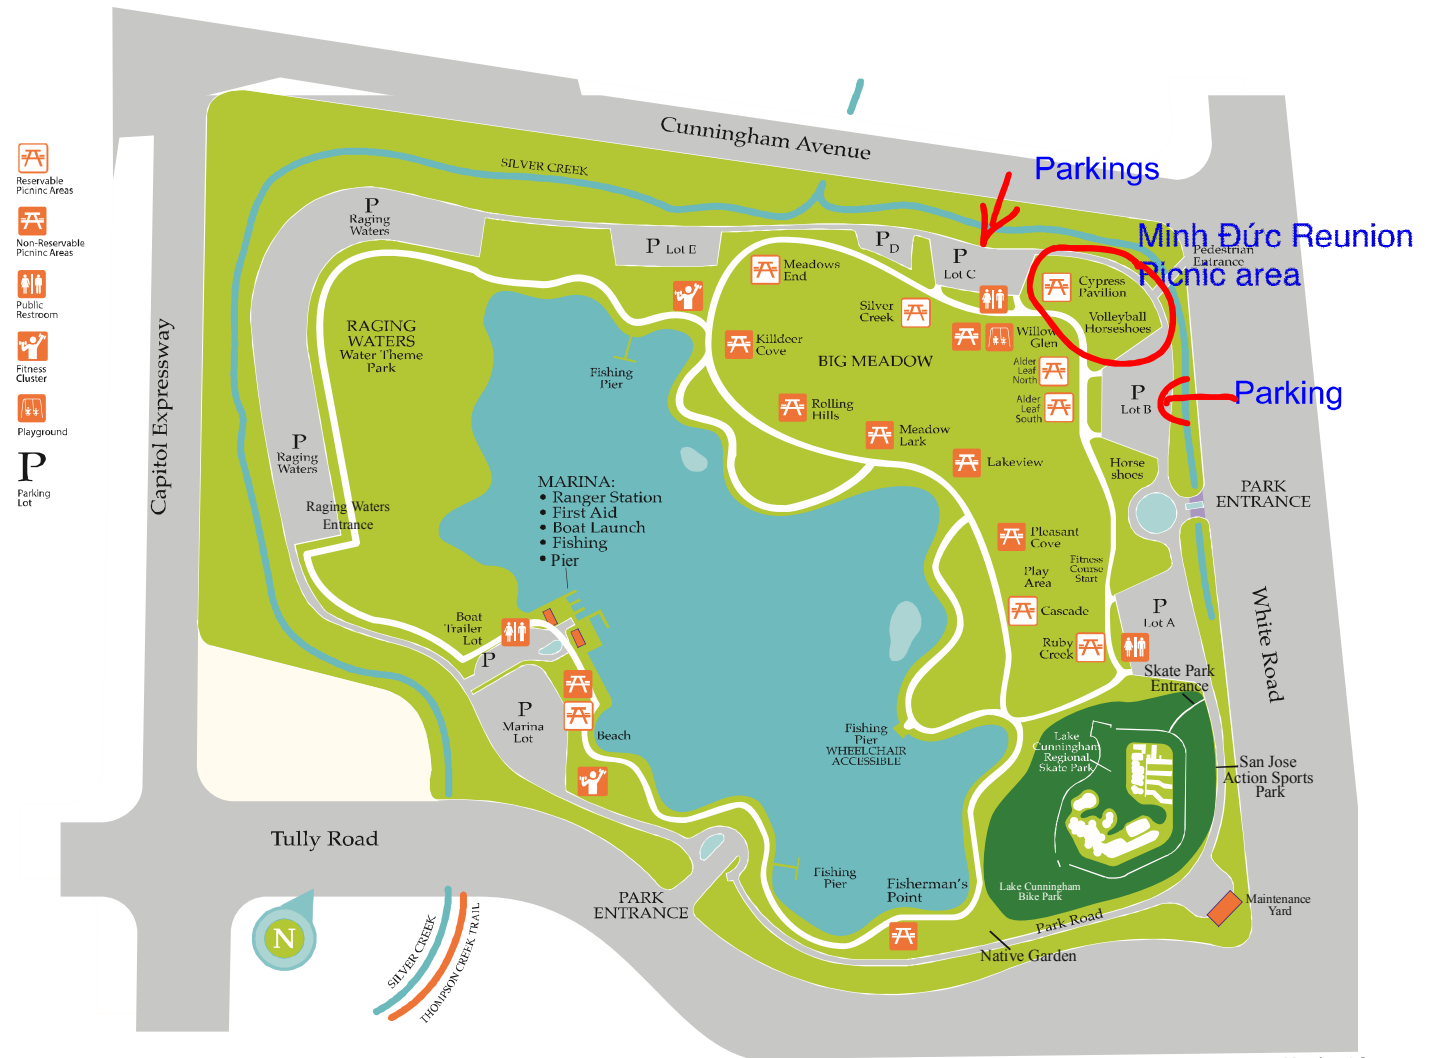 Cunningham Avenue
Parkings
SILVER CREEK
Reservable
Picninc Areas
Non-Reservable
Picninc Areas
Public
Restroom
Fitness
Cluster
Playground
P
Parking
Lot
P
Raging
Waters
P Lot E
P D
P
Lot C
Minh Đức Reunion
Picnic area
Pedestrian
Entrance
Meadows
End
Cypress
Pavilion
Silver
Creek
Volleyball
Horseshoes
RAGING
WATERS
Water Theme
Park
Killdeer
Cove
Willow
Glen
BIG MEADOW
Fishing
Pier
Alder
Leaf
North
Alder
Leaf
South
P
Lot B
Parking
Rolling
Hills
Meadow
Lark
Lakeview
Horse
shoes
Capitol Expressway
P
Raging
Waters
Raging Waters
Entrance
MARINA:
• Ranger Station
• First Aid
• Boat Launch
• Fishing
• Pier
PARK
ENTRANCE
Pleasant
Cove
Fitness
Course
Start
Play
Area
Cascade
P
Lot A
White Road
Boat
Trailer
Lot
P
Ruby
Creek
Skate Park
Entrance
P
Marina
Lot
Beach
Fishing
Pier
WHEELCHAIR
ACCESSIBLE
Lake
Cunningham
Regional
Skate Park
San Jose
Action Sports
Park
Tully Road
Fishing
Pier
Fisherman's
Point
Lake Cunningham
Bike Park
Maintenance
Yard
PARK
ENTRANCE
Park Road
Native Garden
N
SILVER CREEK
THOMPSON CREEK TRAIL